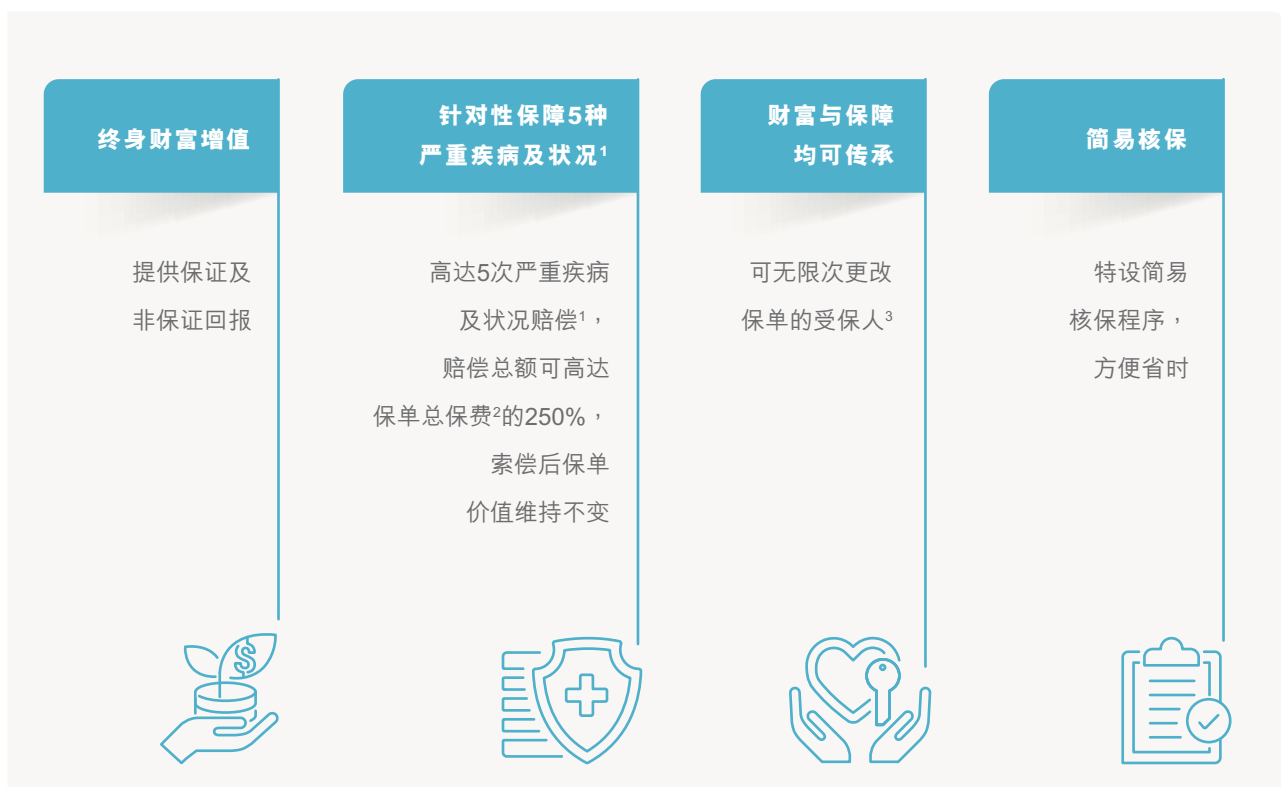 终身财富增值
提供保证及
非保证回报
针对性保障5种
严重疾病及状况¹
高达5次严重疾病
及状况赔偿¹，
赔偿总额可高达
保单总保费²的250%，
索偿后保单
价值维持不变
财富与保障
均可传承
可无限次更改
保单的受保人³
简易核保
特设简易
核保程序，
方便省时